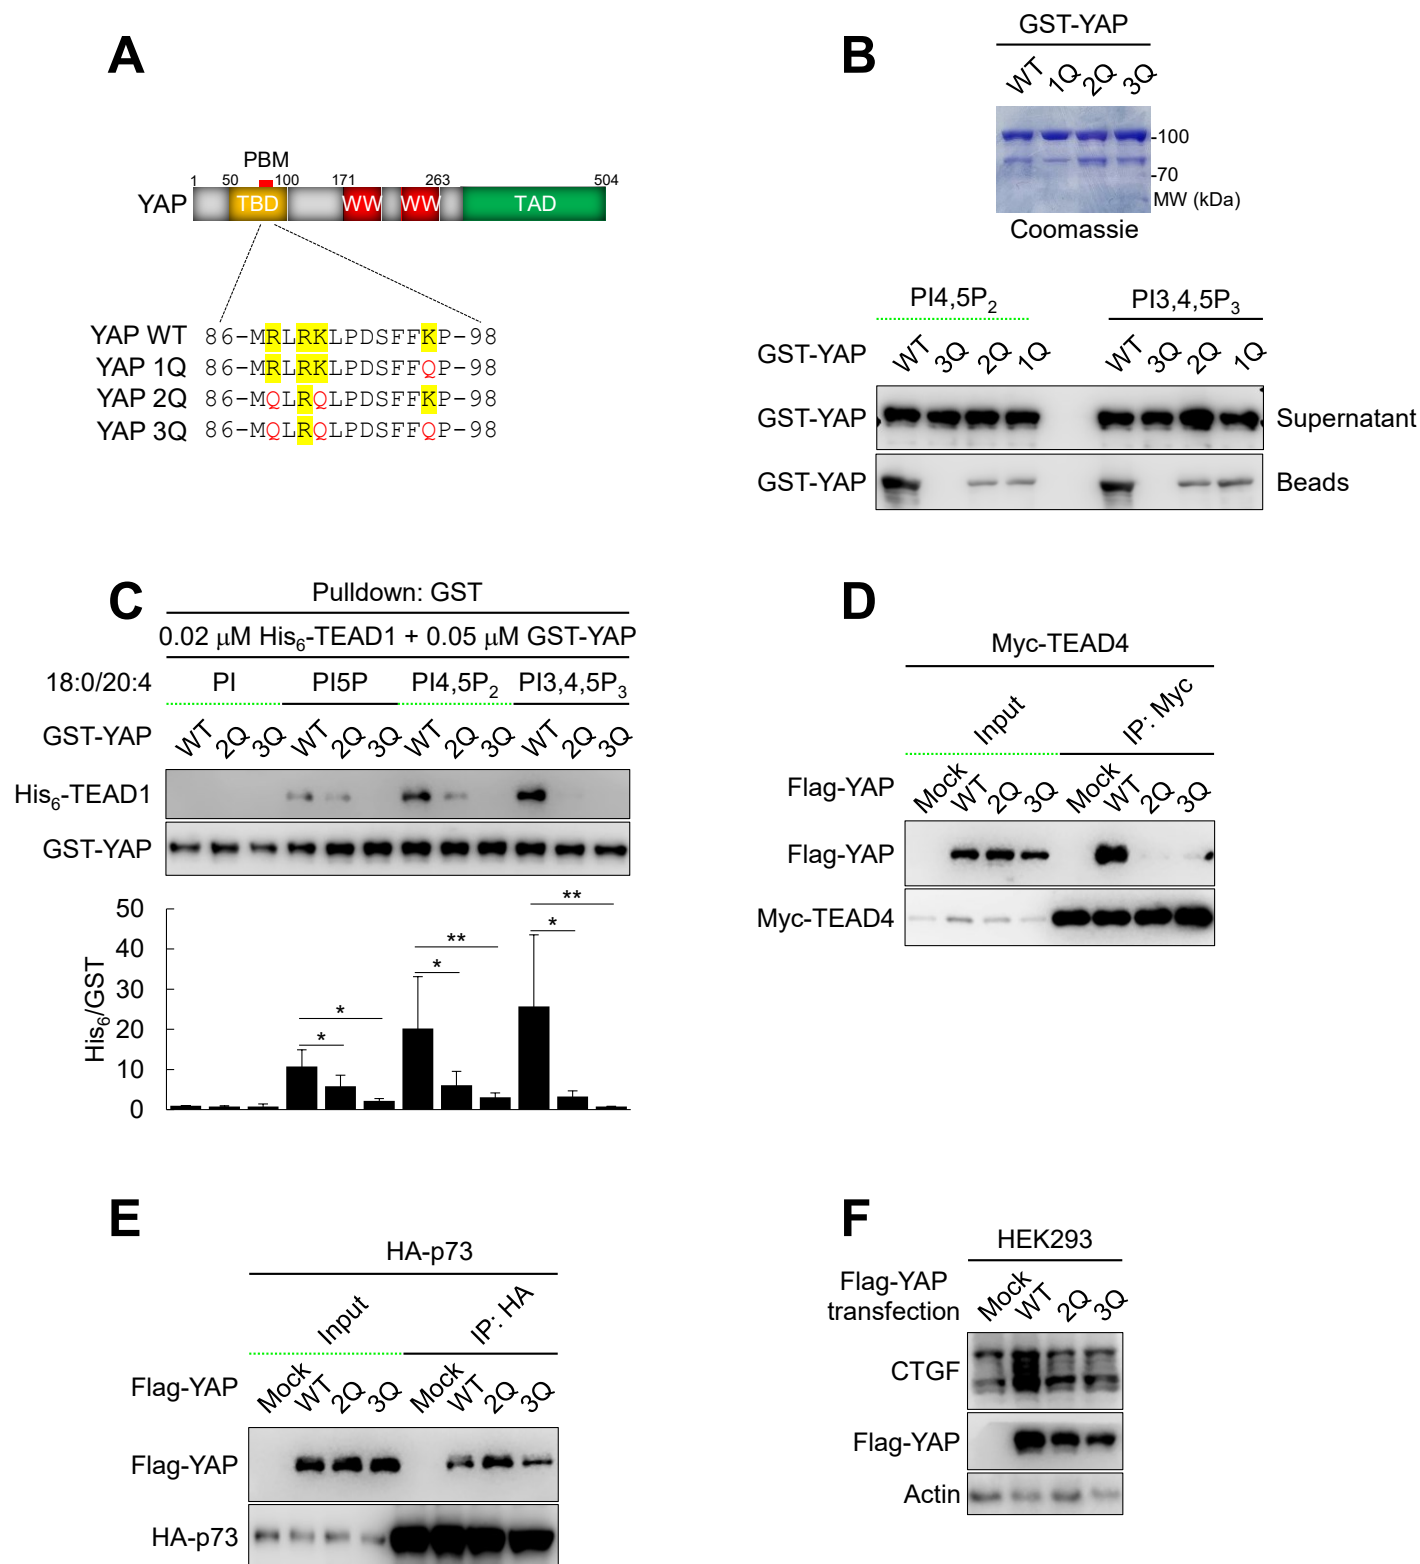 A
PBM
1 50 100 171 263 504
YAP TBD WW WW TAD
YAP WT 86-MRLRKLPDSFFKP-98
YAP 1Q 86-MRLRKLPDSFFQP-98
YAP 2Q 86-MQLRQLPDSFFKP-98
YAP 3Q 86-MQLRQLPDSFFQP-98
B
GST-YAP
WT 1Q 2Q 3Q
-100
-70
MW (kDa)
Coomassie
PI4,5P2 PI3,4,5P3
GST-YAP WT 3Q 2Q 1Q WT 3Q 2Q 1Q
GST-YAP Supernatant
GST-YAP Beads
C
Pulldown: GST
0.02 μM His6-TEAD1 + 0.05 μM GST-YAP
18:0/20:4 PI PI5P PI4,5P2 PI3,4,5P3
GST-YAP WT 2Q 3Q WT 2Q 3Q WT 2Q 3Q WT 2Q 3Q
His6-TEAD1
GST-YAP
His6/GST
50
40
30
20
10
0
* * * ** * **
D
Myc-TEAD4
Input IP: Myc
Flag-YAP Mock WT 2Q 3Q Mock WT 2Q 3Q
Flag-YAP
Myc-TEAD4
E
HA-p73
Input IP: HA
Flag-YAP Mock WT 2Q 3Q Mock WT 2Q 3Q
Flag-YAP
HA-p73
F
HEK293
Flag-YAP
transfection Mock WT 2Q 3Q
CTGF
Flag-YAP
Actin